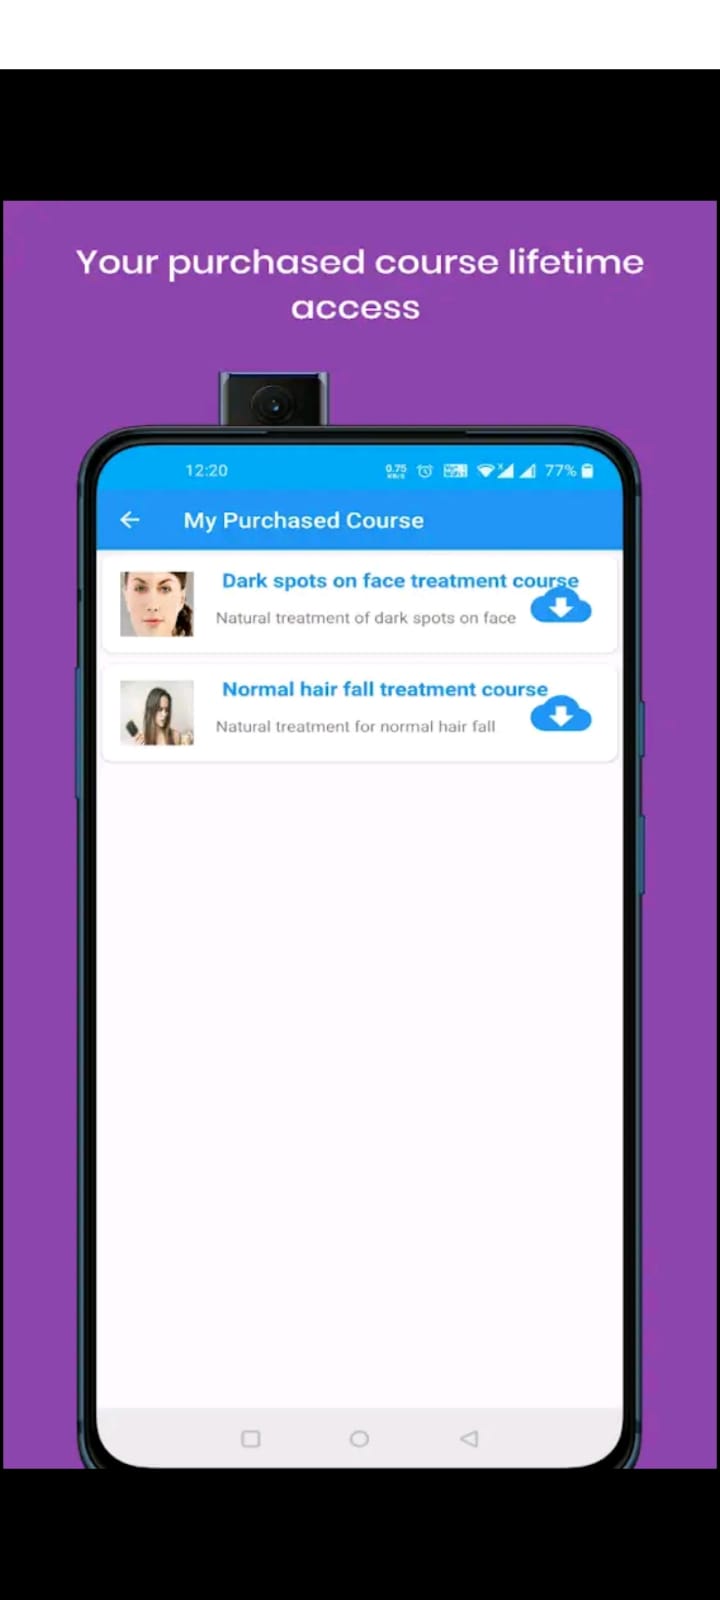 Your purchased course lifetime
access
12:20
0.75
KB/S
77%
My Purchased Course
Dark spots on face treatment course
Natural treatment of dark spots on face
Normal hair fall treatment course
Natural treatment for normal hair fall